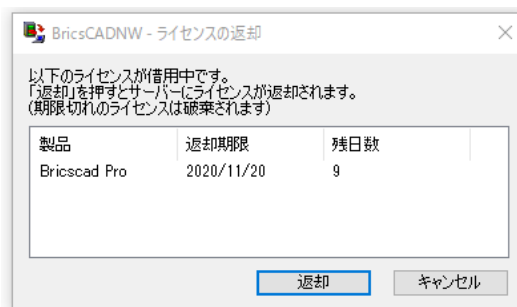 BricsCADNW - ライセンスの返却
以下のライセンスが借用中です。
「返却」を押すとサーバーにライセンスが返却されます。
(期限切れのライセンスは破棄されます)
製品 返却期限 残日数
Bricscad Pro 2020/11/20 9
返却 キャンセル